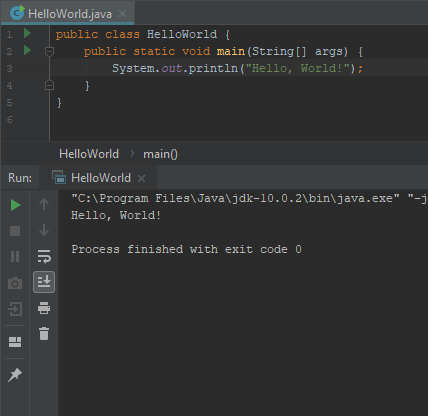 HelloWorld.java
1 public class HelloWorld {
2 public static void main(String[] args) {
3 System.out.println("Hello, World!");
4 }
5 }
6
HelloWorld › main()
Run: HelloWorld
"C:\Program Files\Java\jdk-10.0.2\bin\java.exe" "-j
Hello, World!
Process finished with exit code 0